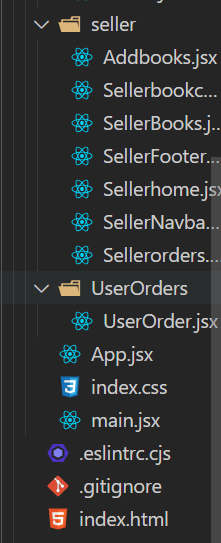 seller
Addbooks.jsx
Sellerbookc...
SellerBooks.j...
SellerFooter...
Sellerhome.jsx
SellerNavba...
Sellerorders...
UserOrders
UserOrder.jsx
App.jsx
index.css
main.jsx
.eslintrc.cjs
.gitignore
index.html